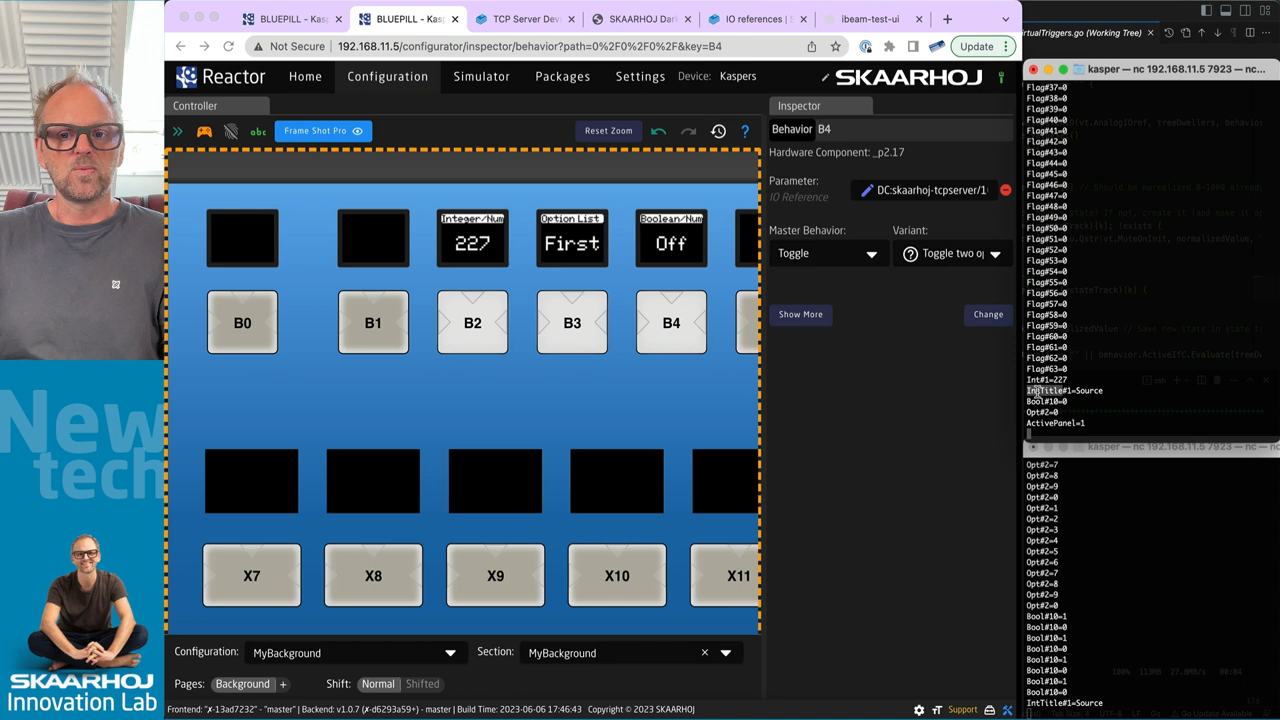 BLUEPILL - Kasp
BLUEPILL - Kas
TCP Server Dev
SKAARHOJ Dark
IO references | S
ibeam-test-ui
Not Secure
192.168.11.5/configurator/inspector/behavior?path=0%2F0%2F0%2F&key=B4
Update
Reactor
Home
Configuration
Simulator
Packages
Settings
Device: Kaspers
SKAARHOJ
Controller
abc
Frame Shot Pro
Reset Zoom
?
Integer/Num
227
Option List
First
Boolean/Num
Off
B0
B1
B2
B3
B4
X7
X8
X9
X10
X11
Configuration:
MyBackground
Section:
MyBackground
Pages:
Background
Shift:
Normal
Shifted
Inspector
Behavior B4
Hardware Component: _p2.17
Parameter:
IO Reference
DC:skaarhoj-tcpserver/1
Master Behavior:
Toggle
Variant:
Toggle two o
Show More
Change
Frontend: "x-13ad7232" - "master" | Backend: v1.0.7 (x-d6293a59+) - master | Build Time: 2023-06-06 17:46:43 Copyright © 2023 SKAARHOJ
Support
irtualTriggers.go (Working Tree)
kasper — nc 192.168.11.5 7923 — nc...
Flag#37=0
Flag#38=0
Flag#39=0
Flag#40=0
Flag#41=0
Flag#42=0
Flag#43=0
Flag#44=0
Flag#45=0
Flag#46=0
Flag#47=0
Flag#48=0
Flag#49=0
Flag#50=0
Flag#51=0
Flag#52=0
Flag#53=0
Flag#54=0
Flag#55=0
Flag#56=0
Flag#57=0
Flag#58=0
Flag#59=0
Flag#60=0
Flag#61=0
Flag#62=0
Flag#63=0
Int#1=227
IntTitle#1=Source
Bool#10=0
Opt#2=0
ActivePanel=1
kasper — nc 192.168.11.5 7923 — nc 192.168.11.5 7923
Opt#2=7
Opt#2=8
Opt#2=9
Opt#2=0
Opt#2=1
Opt#2=2
Opt#2=3
Opt#2=4
Opt#2=5
Opt#2=6
Opt#2=7
Opt#2=8
Opt#2=9
Opt#2=0
Bool#10=1
Bool#10=0
Bool#10=1
Bool#10=0
Bool#10=1
Bool#10=0
Bool#10=1
Bool#10=0
IntTitle#1=Source
New
tech
SKAARHOJ
Innovation Lab